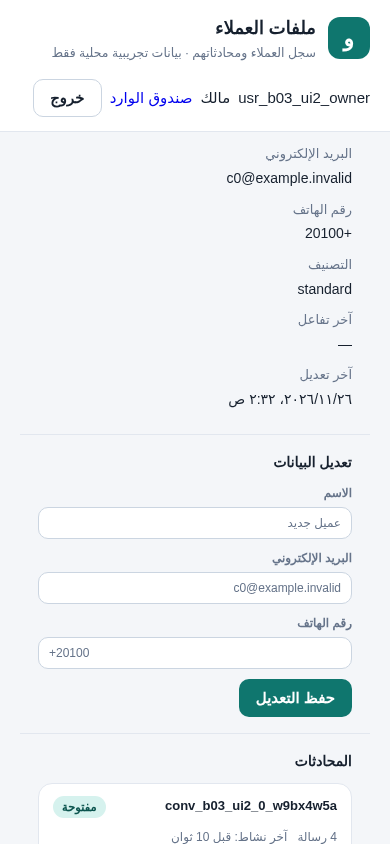 و
ملفات العملاء
سجل العملاء ومحادثاتهم · بيانات تجريبية محلية فقط
usr_b03_ui2_owner مالك صندوق الوارد خروج
البريد الإلكتروني
c0@example.invalid
رقم الهاتف
20100+
التصنيف
standard
آخر تفاعل
—
آخر تعديل
٢٠٢٦/١١/٢٦، ٢:٣٢ ص
تعديل البيانات
الاسم
عميل جديد
البريد الإلكتروني
c0@example.invalid
رقم الهاتف
+20100
حفظ التعديل
المحادثات
conv_b03_ui2_0_w9bx4w5a مفتوحة
4 رسالة آخر نشاط: قبل 10 ثوان